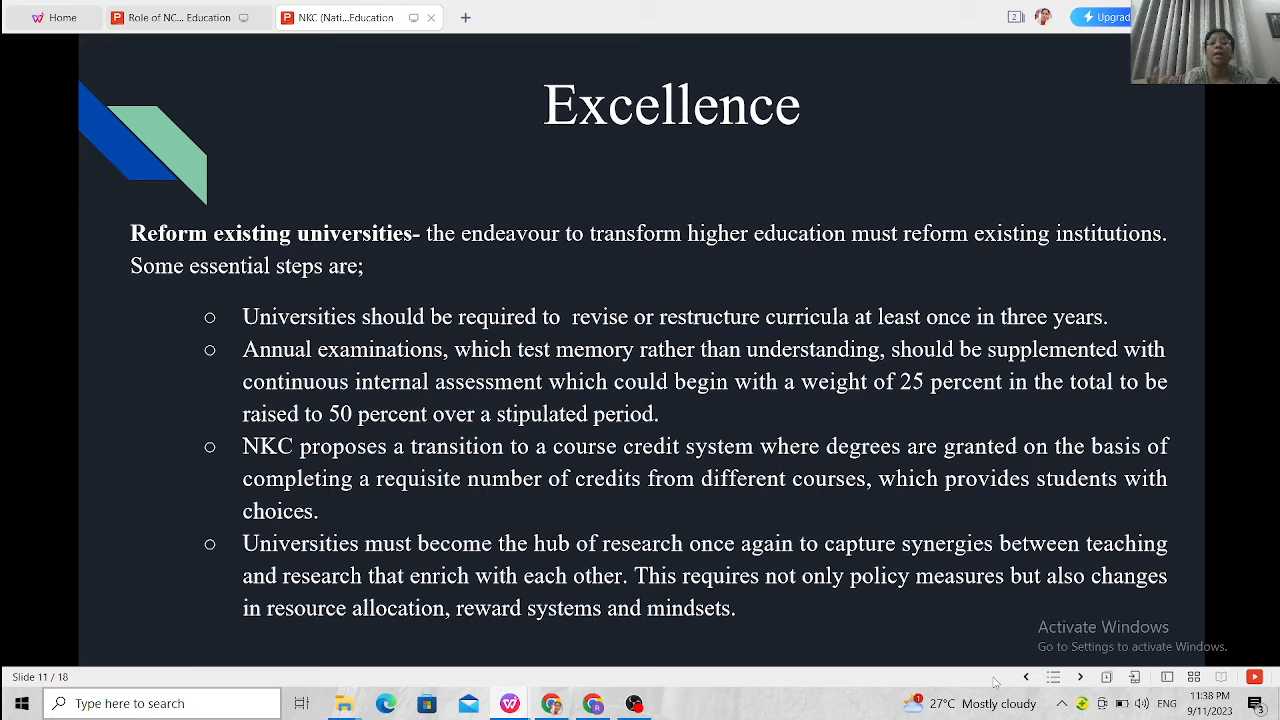 Home
Role of NC... Education
NKC (Nati...Education
2
Upgrad
Excellence
Reform existing universities- the endeavour to transform higher education must reform existing institutions.
Some essential steps are;
Universities should be required to revise or restructure curricula at least once in three years.
Annual examinations, which test memory rather than understanding, should be supplemented with
continuous internal assessment which could begin with a weight of 25 percent in the total to be
raised to 50 percent over a stipulated period.
NKC proposes a transition to a course credit system where degrees are granted on the basis of
completing a requisite number of credits from different courses, which provides students with
choices.
Universities must become the hub of research once again to capture synergies between teaching
and research that enrich with each other. This requires not only policy measures but also changes
in resource allocation, reward systems and mindsets.
Activate Windows
Go to Settings to activate Windows.
Slide 11 / 18
Type here to search
27°C Mostly cloudy
11:38 PM
9/11/2023
3